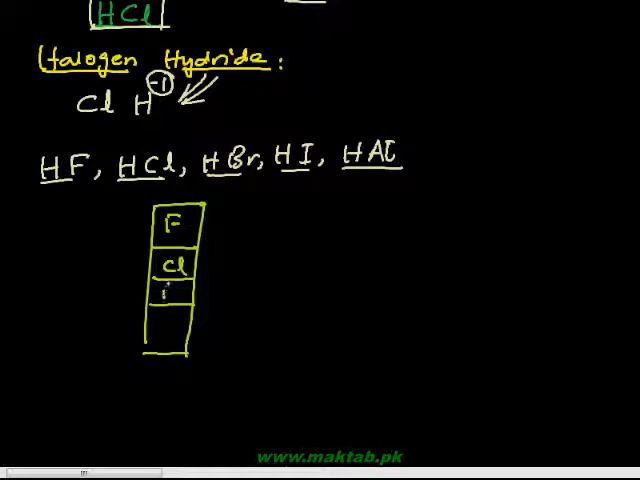 HCl
Halogen Hydride:
Cl H -1
HF, HCl, HBr, HI, HAt
F
Cl
www.maktab.pk